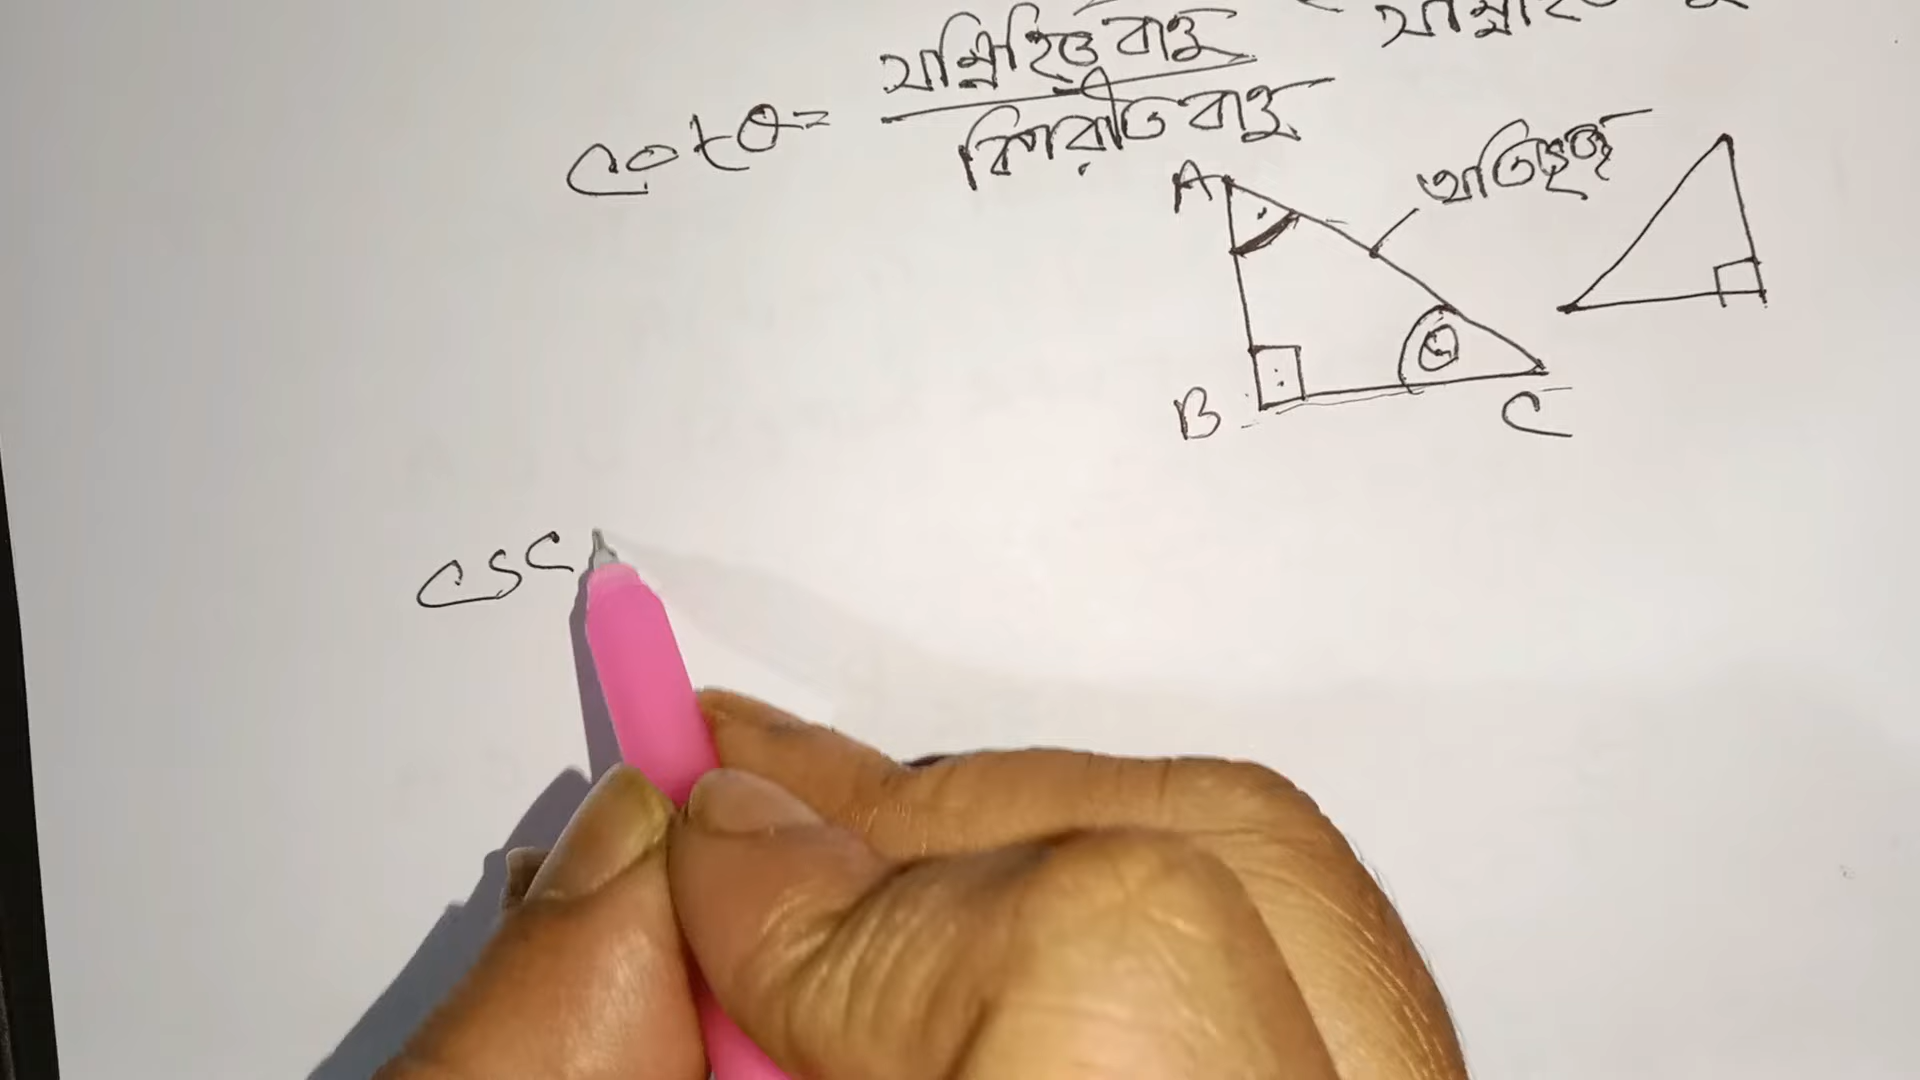 সন্নিহিত বাহু
cotθ=
বিপরীত বাহু
অতিভুজ
A
B
C
csc